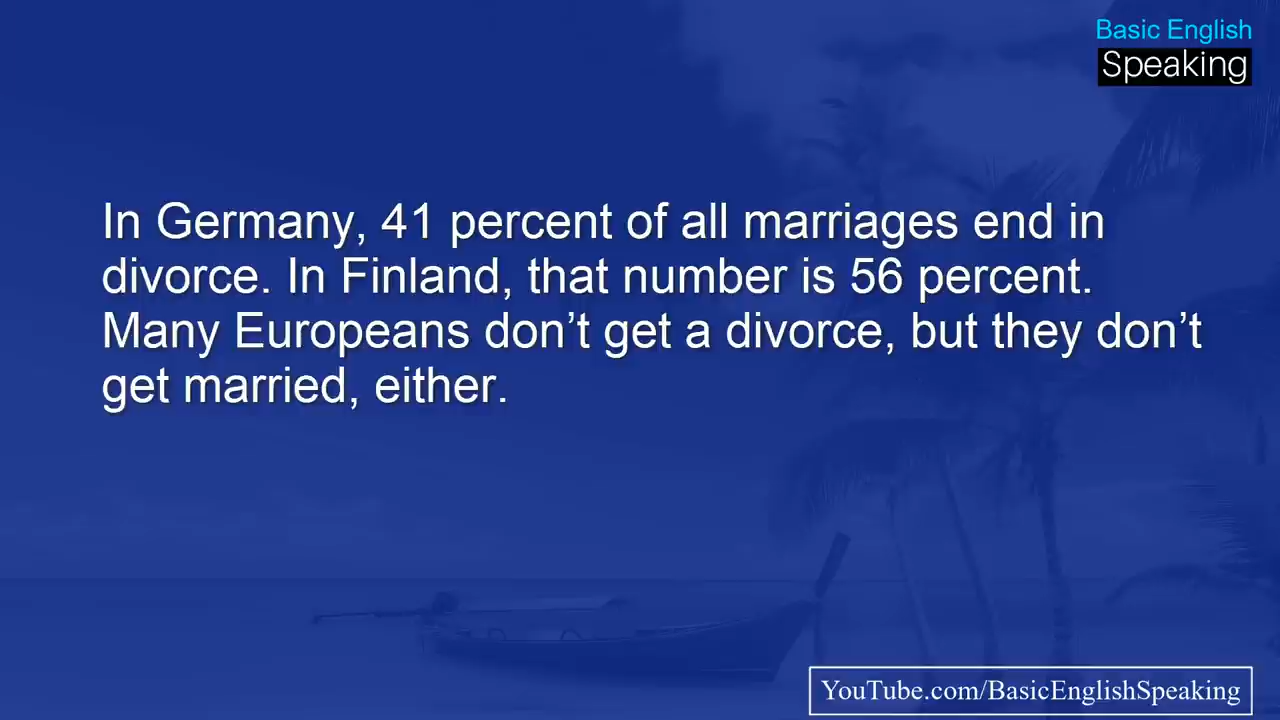 Basic English
Speaking
In Germany, 41 percent of all marriages end in
divorce. In Finland, that number is 56 percent.
Many Europeans don’t get a divorce, but they don’t
get married, either.
YouTube.com/BasicEnglishSpeaking